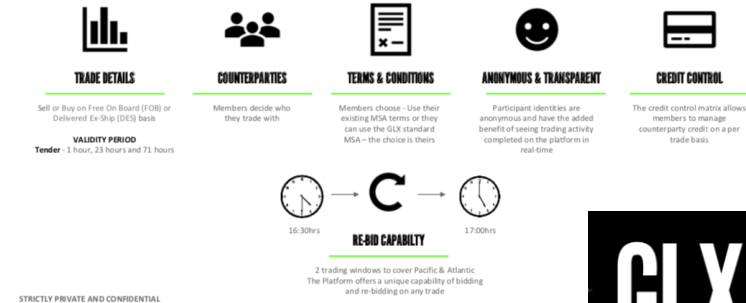 TRADE DETAILS
Sell or Buy on Free On Board (FOB) or
Delivered Ex-Ship (DES) basis
VALIDITY PERIOD
Tender - 1 hour, 23 hours and 71 hours
COUNTERPARTIES
Members decide who
they trade with
TERMS & CONDITIONS
Members choose - Use their
existing MSA terms or they
can use the GLX standard
MSA – the choice is theirs
ANONYMOUS & TRANSPARENT
Participant identities are
anonymous and have the added
benefit of seeing trading activity
completed on the platform in
real-time
CREDIT CONTROL
The credit control matrix allows
members to manage
counterparty credit on a per
trade basis
16:30hrs
17:00hrs
RE-BID CAPABILTY
2 trading windows to cover Pacific & Atlantic
The Platform offers a unique capability of bidding
and re-bidding on any trade
STRICTLY PRIVATE AND CONFIDENTIAL
GLX